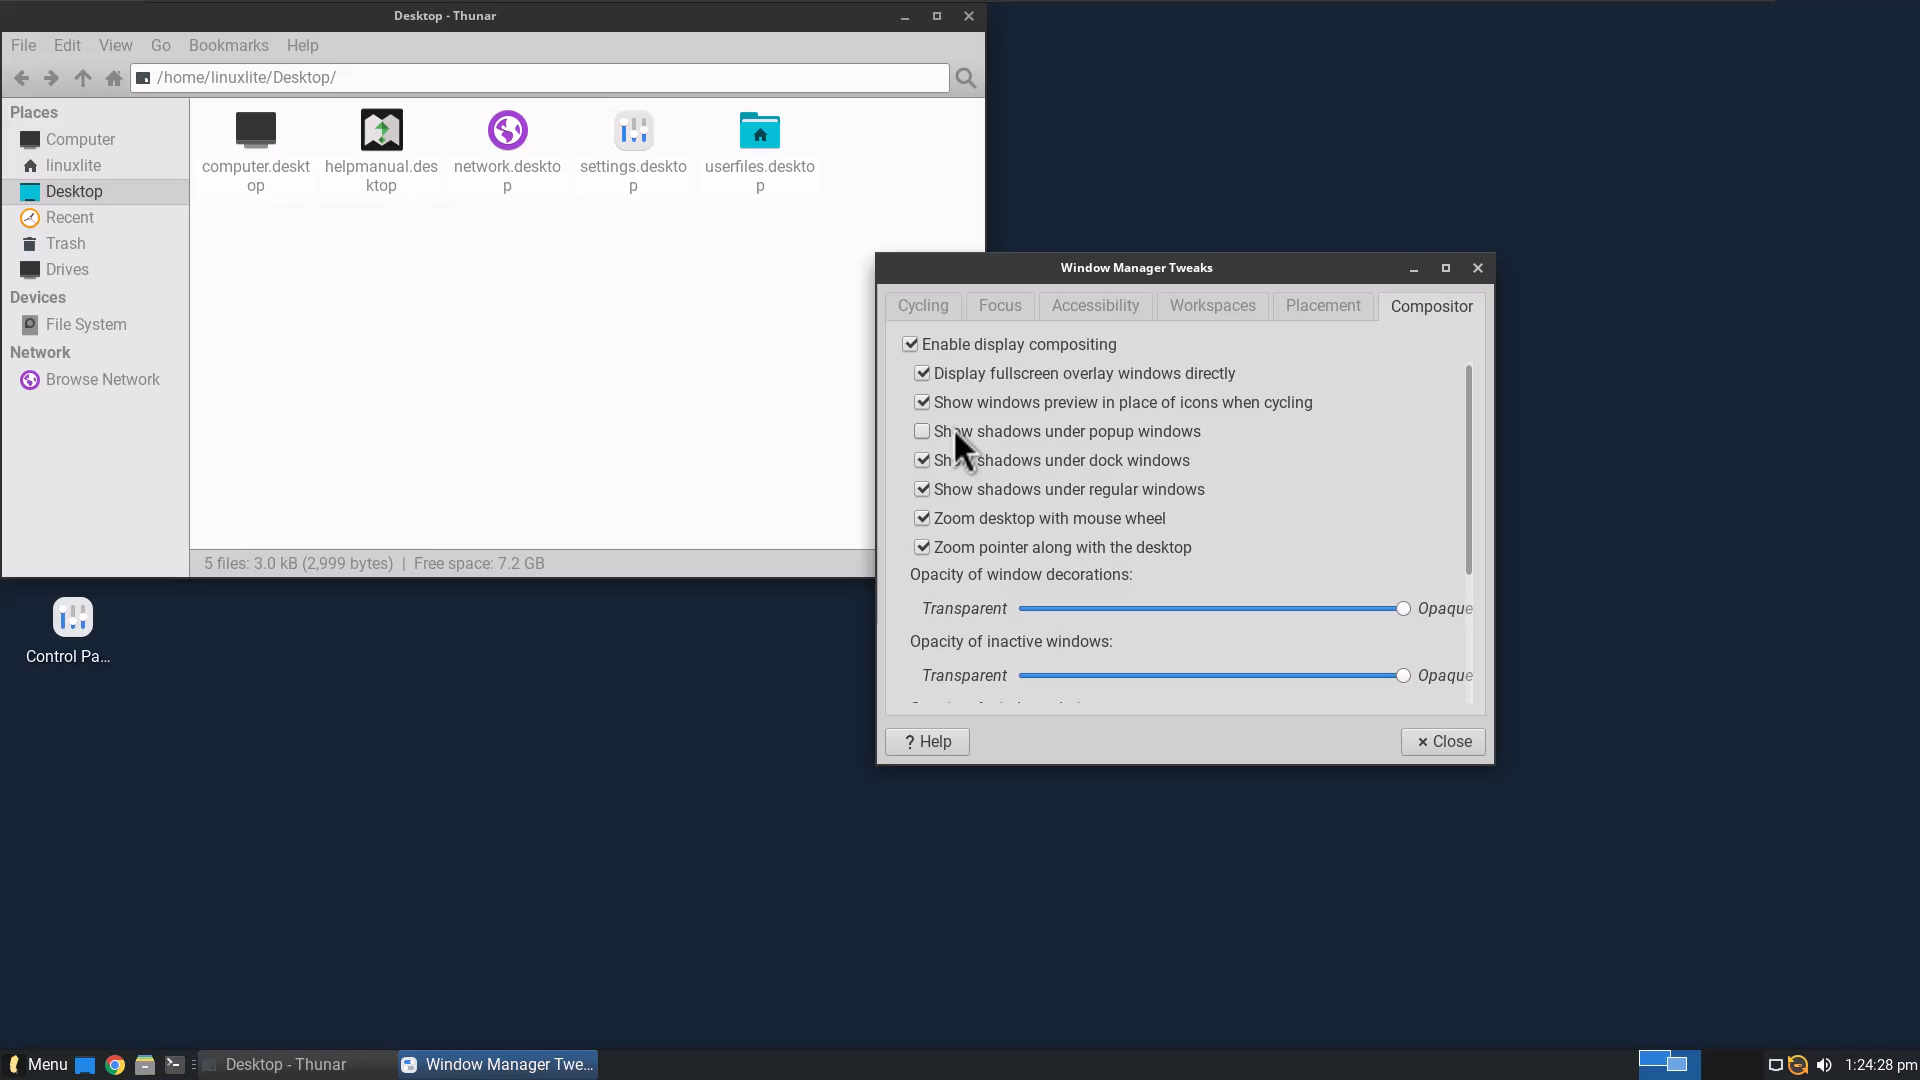 Desktop - Thunar
File Edit View Go Bookmarks Help
/home/linuxlite/Desktop/
Places
Computer
linuxlite
Desktop
Recent
Trash
Drives
Devices
File System
Network
Browse Network
computer.deskt
op
helpmanual.des
ktop
network.deskto
p
settings.deskto
p
userfiles.deskto
p
5 files: 3.0 kB (2,999 bytes) | Free space: 7.2 GB
Control Pa...
Window Manager Tweaks
Cycling Focus Accessibility Workspaces Placement Compositor
Enable display compositing
Display fullscreen overlay windows directly
Show windows preview in place of icons when cycling
Show shadows under popup windows
Show shadows under dock windows
Show shadows under regular windows
Zoom desktop with mouse wheel
Zoom pointer along with the desktop
Opacity of window decorations:
Transparent Opaque
Opacity of inactive windows:
Transparent Opaque
? Help
Close
Menu Desktop - Thunar Window Manager Twe... 1:24:28 pm